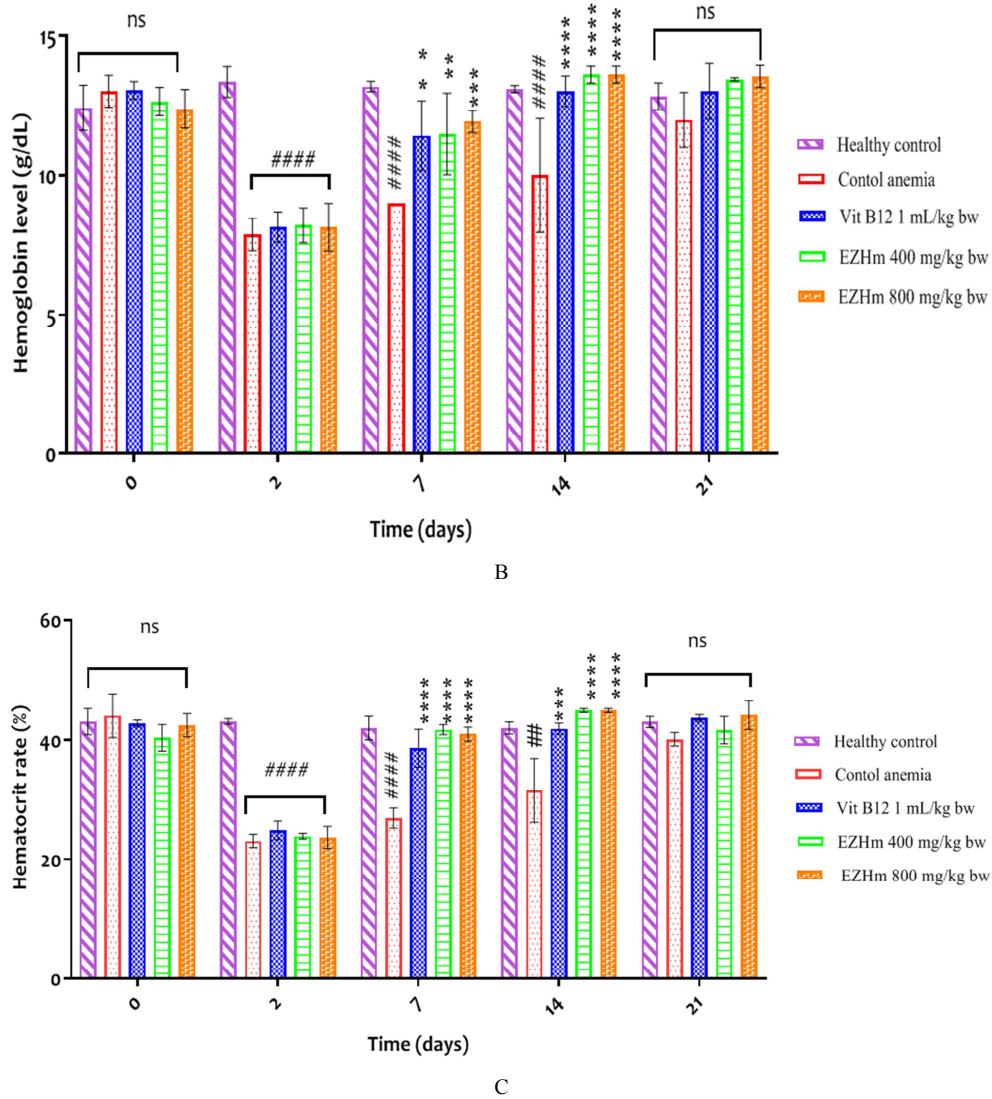 ns
ns
15
10
5
0
Hemoglobin level (g/dL)
####
####
* *
**
***
####
****
****
****
0
2
7
14
21
Time (days)
Healthy control
Contol anemia
Vit B12 1 mL/kg bw
EZHm 400 mg/kg bw
EZHm 800 mg/kg bw
B
60
40
20
0
Hematocrit rate (%)
ns
####
####
****
****
****
##
***
****
****
ns
0
2
7
14
21
Time (days)
Healthy control
Contol anemia
Vit B12 1 mL/kg bw
EZHm 400 mg/kg bw
EZHm 800 mg/kg bw
C